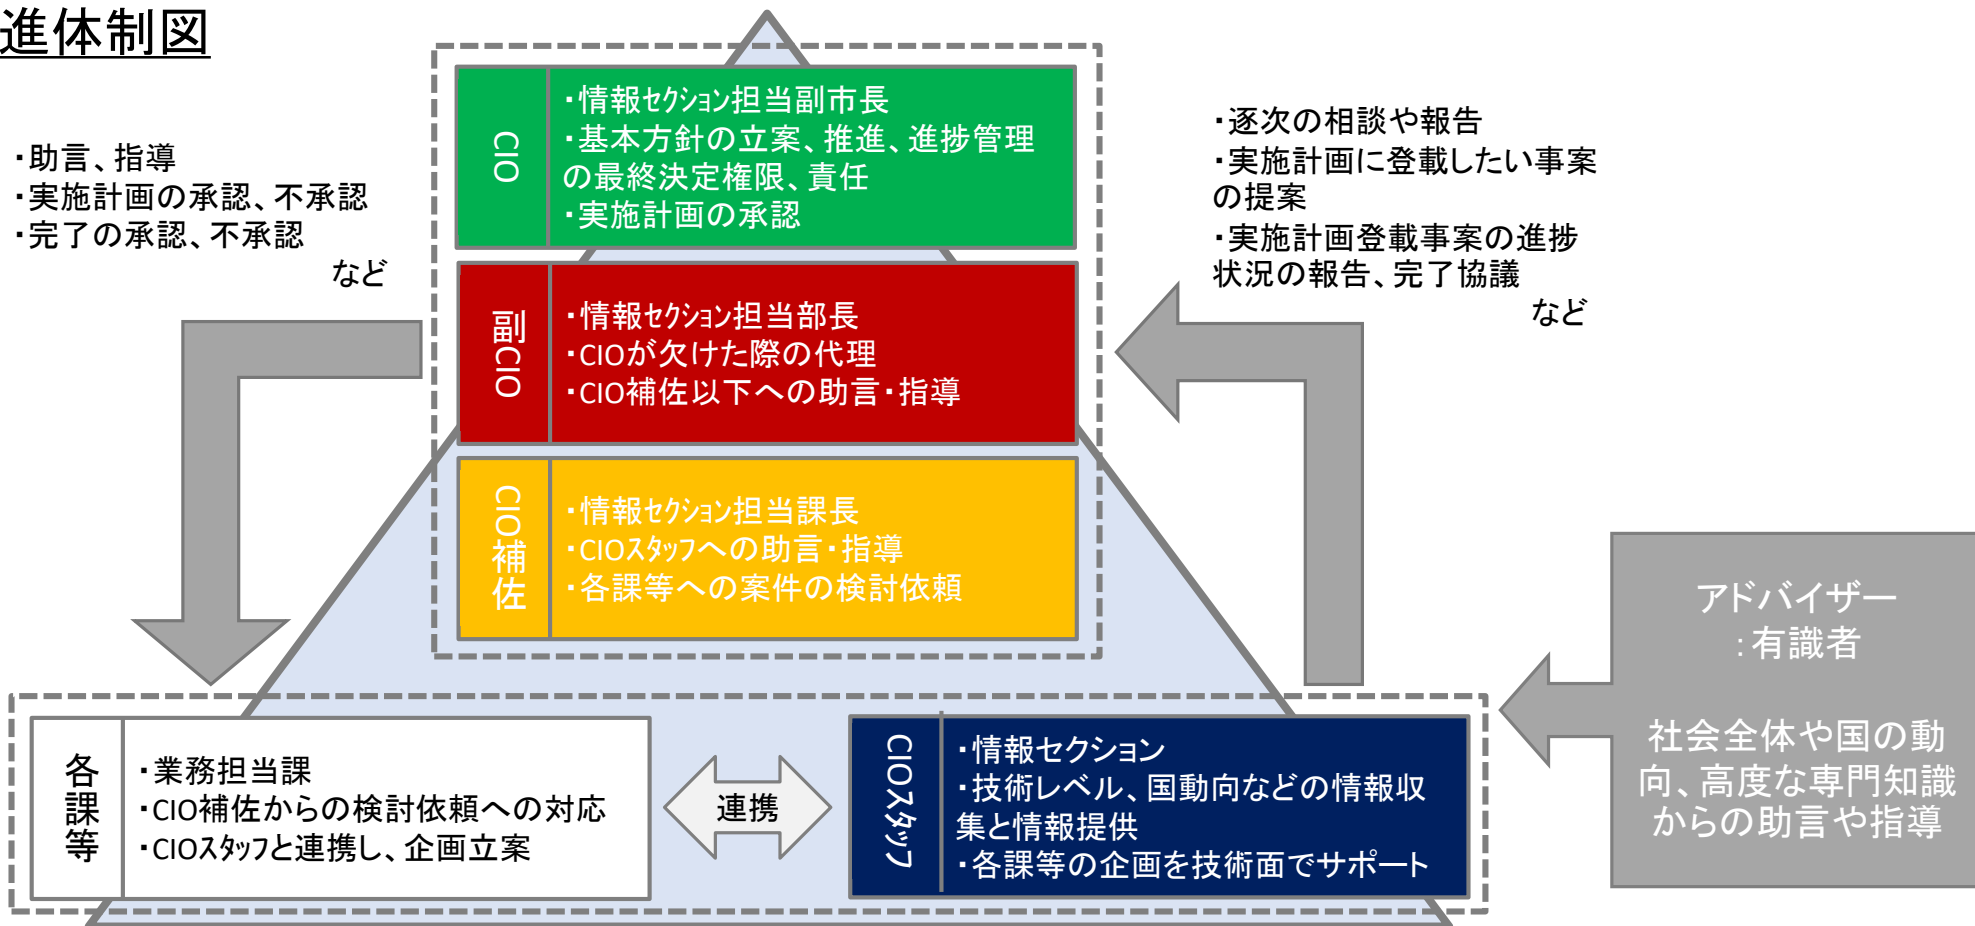 進体制図
・助言、指導
・実施計画の承認、不承認
・完了の承認、不承認
など
CIO
・情報セクション担当副市長
・基本方針の立案、推進、進捗管理
の最終決定権限、責任
・実施計画の承認
・逐次の相談や報告
・実施計画に登載したい事案
の提案
・実施計画登載事案の進捗
状況の報告、完了協議
など
副CIO
・情報セクション担当部長
・CIOが欠けた際の代理
・CIO補佐以下への助言・指導
CIO補佐
・情報セクション担当課長
・CIOスタッフへの助言・指導
・各課等への案件の検討依頼
各課等
・業務担当課
・CIO補佐からの検討依頼への対応
・CIOスタッフと連携し、企画立案
連携
CIOスタッフ
・情報セクション
・技術レベル、国動向などの情報収
集と情報提供
・各課等の企画を技術面でサポート
アドバイザー
：有識者
社会全体や国の動
向、高度な専門知識
からの助言や指導